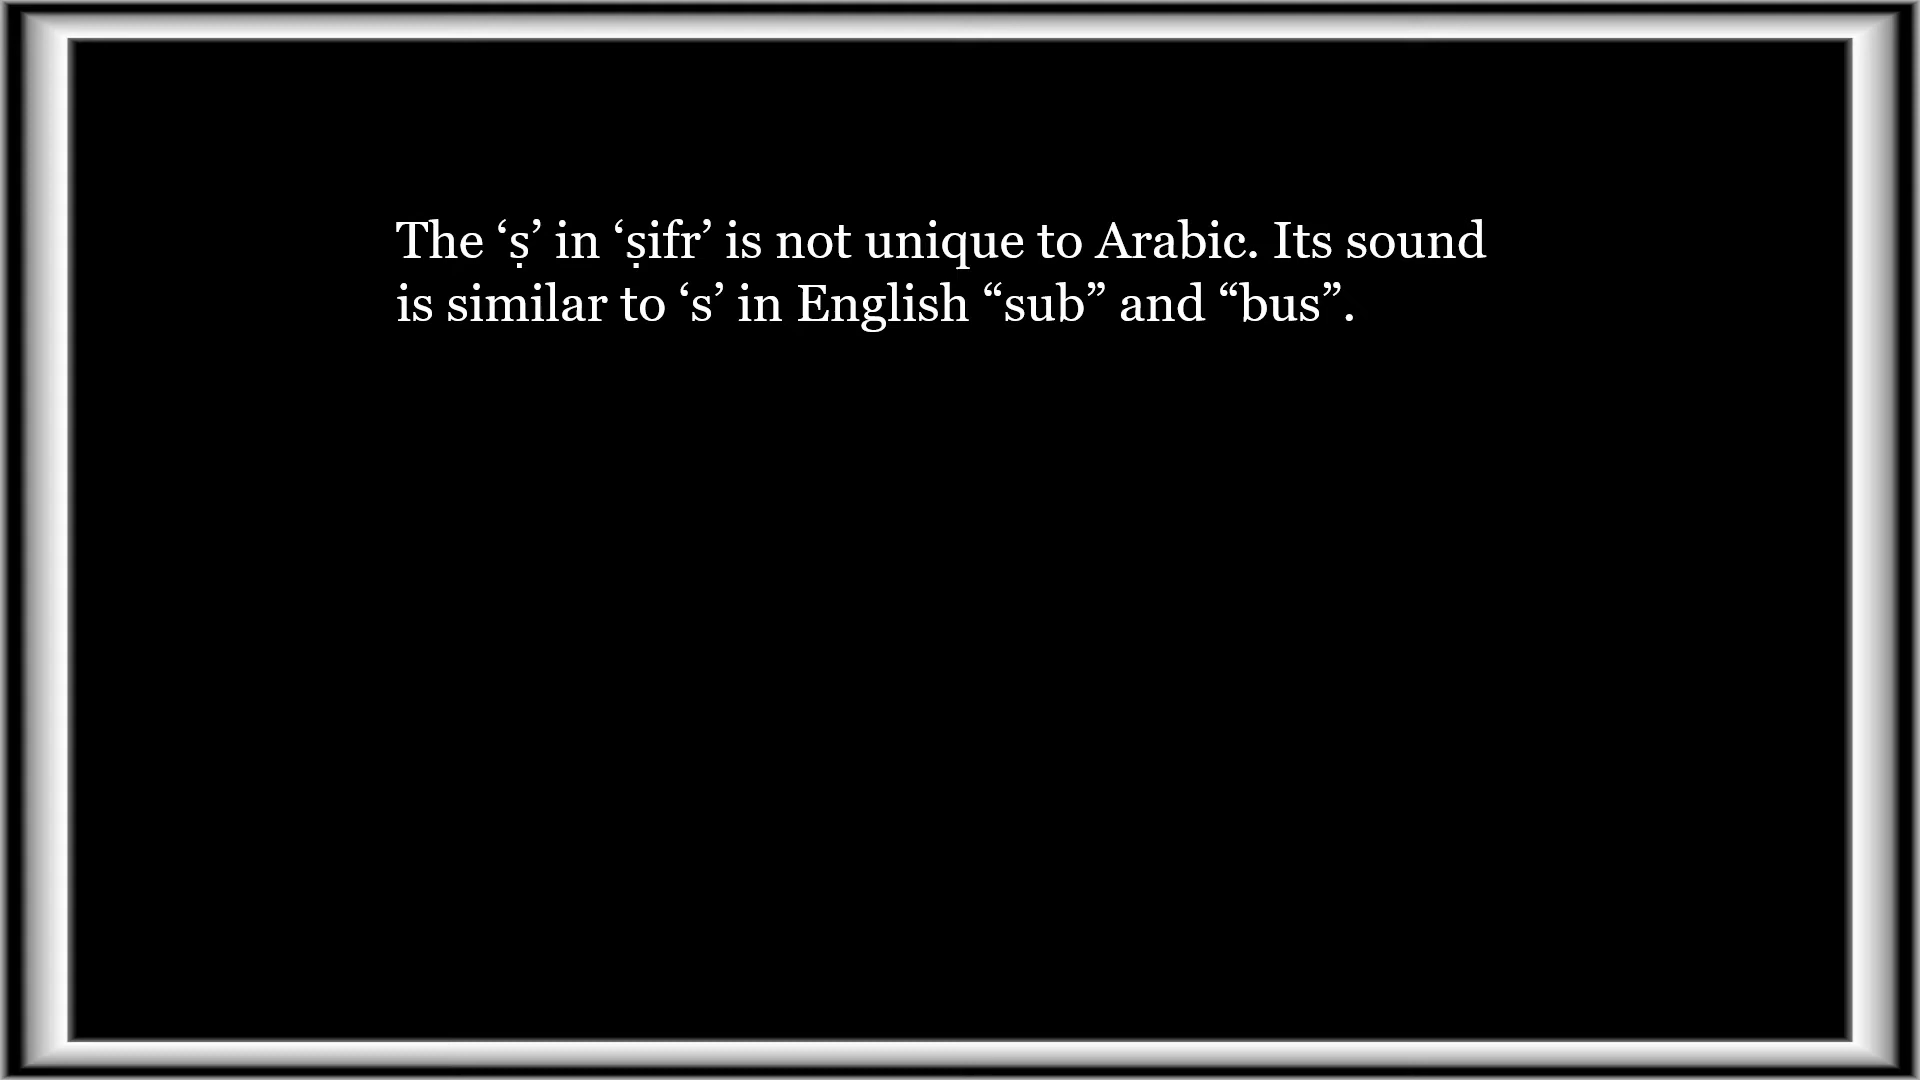 The ‘ṣ’ in ‘ṣifr’ is not unique to Arabic. Its sound
is similar to ‘s’ in English “sub” and “bus”.